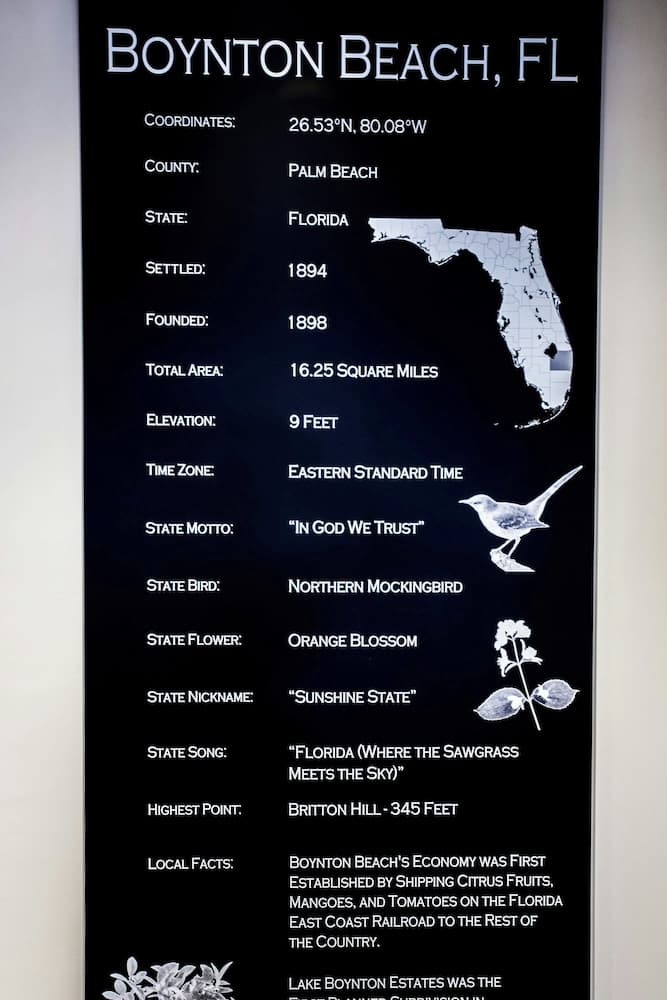 Boynton Beach, FL
Coordinates: 26.53°N, 80.08°W
County: Palm Beach
State: Florida
Settled: 1894
Founded: 1898
Total Area: 16.25 Square Miles
Elevation: 9 Feet
Time Zone: Eastern Standard Time
State Motto: “In God We Trust”
State Bird: Northern Mockingbird
State Flower: Orange Blossom
State Nickname: “Sunshine State”
State Song: “Florida (Where the Sawgrass
Meets the Sky)”
Highest Point: Britton Hill - 345 Feet
Local Facts: Boynton Beach's Economy was First
Established by Shipping Citrus Fruits,
Mangoes, and Tomatoes on the Florida
East Coast Railroad to the Rest of
the Country.
Lake Boynton Estates was the
First Planned Subdivision in